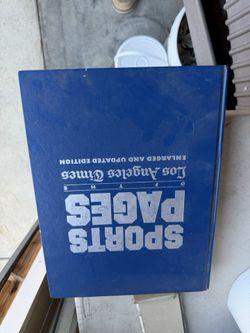 SPORTS
PAGES
OF THE
Los Angeles Times
ENLARGED AND UPDATED EDITION